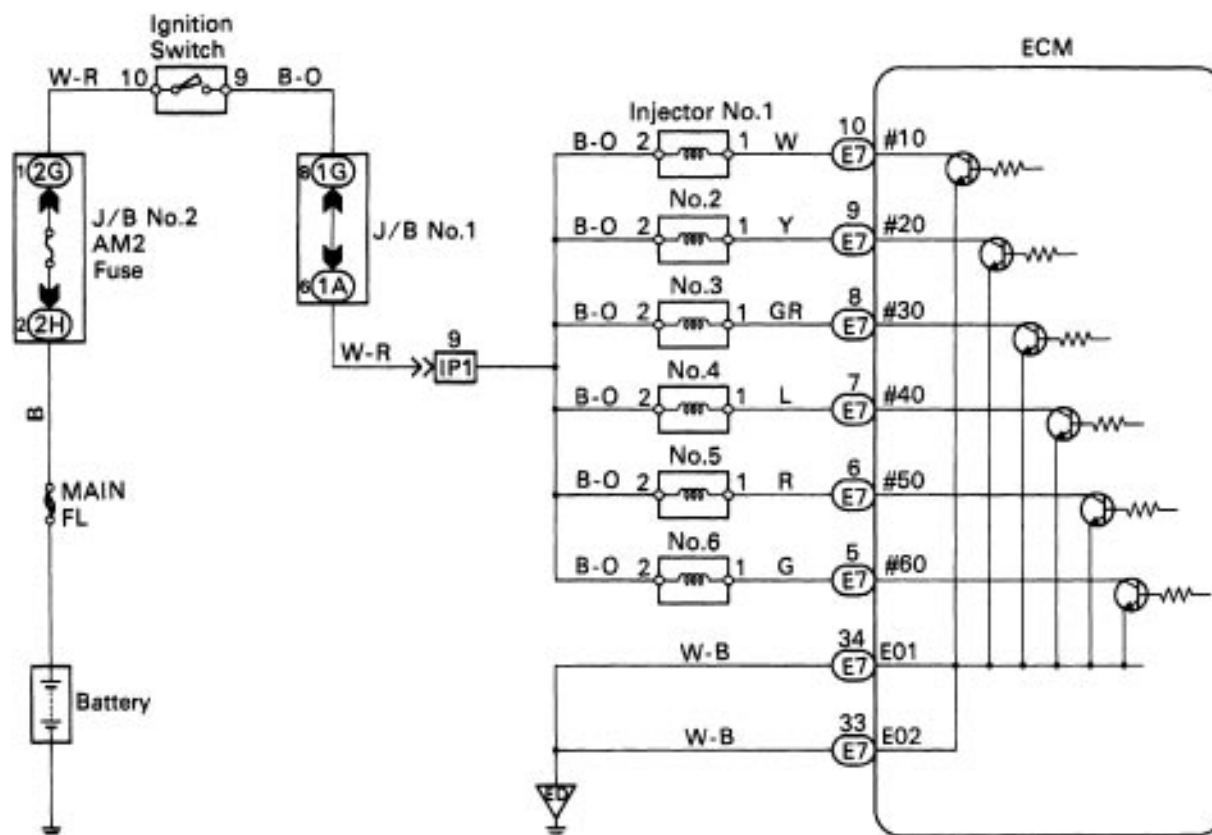 Ignition
Switch
ECM
W-R 10 9 B-O
Injector No.1
B-O 2 1 W 10 E7 #10
1 2G
8 1G
J/B No.2
AM2
Fuse
J/B No.1
No.2
B-O 2 1 Y 9 E7 #20
6 1A
2 2H
No.3
B-O 2 1 GR 8 E7 #30
W-R 9 IP1
No.4
B-O 2 1 L 7 E7 #40
B
No.5
B-O 2 1 R 6 E7 #50
MAIN
FL
No.6
B-O 2 1 G 5 E7 #60
W-B 34 E7 E01
Battery
W-B 33 E7 E02
ED